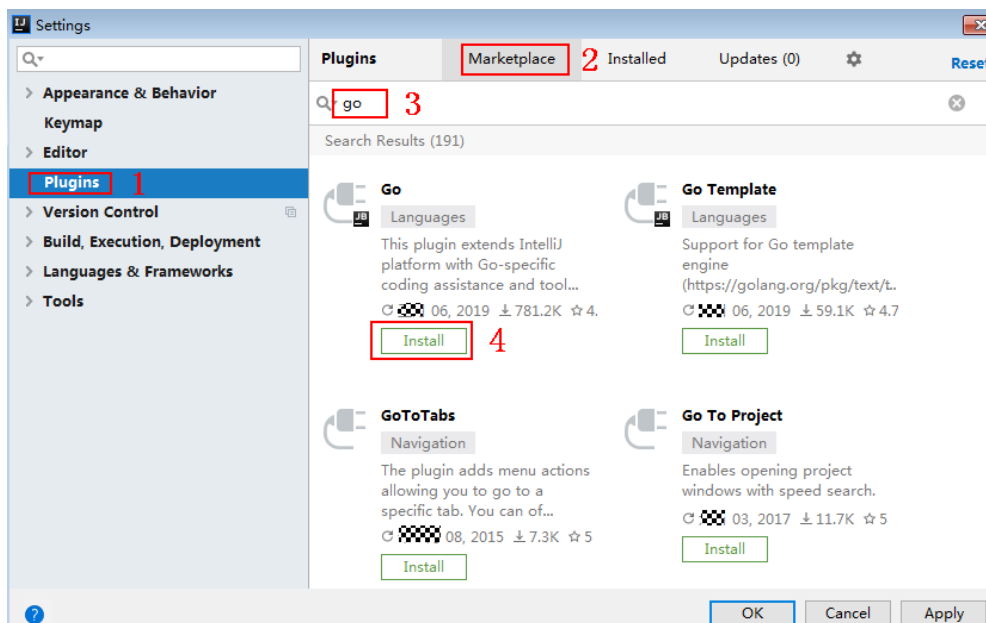 IJ Settings
Plugins Marketplace 2 Installed Updates (0) Reset
go 3
Search Results (191)
Appearance & Behavior
Keymap
Editor
Plugins 1
Version Control
Build, Execution, Deployment
Languages & Frameworks
Tools
Go
JB Languages
This plugin extends IntelliJ
platform with Go-specific
coding assistance and tool...
06, 2019 781.2K 4.
Install 4
Go Template
JB Languages
Support for Go template
engine
(https://golang.org/pkg/text/t..
06, 2019 59.1K 4.7
Install
GoToTabs
Navigation
The plugin adds menu actions
allowing you to go to a
specific tab. You can of...
08, 2015 7.3K 5
Install
Go To Project
Navigation
Enables opening project
windows with speed search.
03, 2017 11.7K 5
Install
? OK Cancel Apply